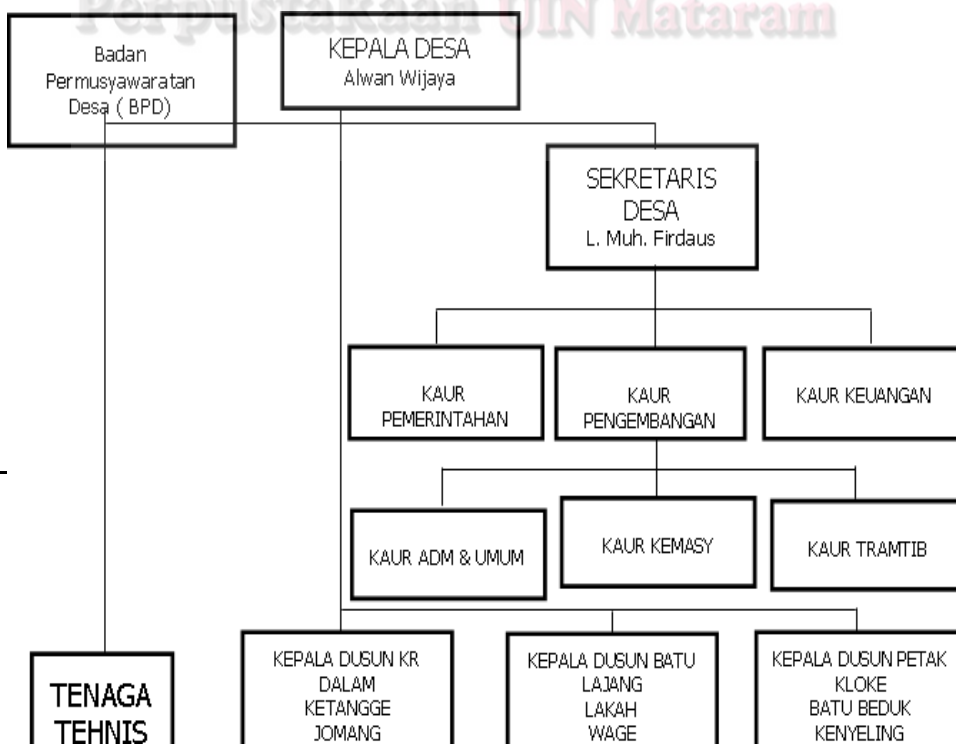 Perpustakaan UIN Mataram
Badan
Permusyawaratan
Desa ( BPD)
KEPALA DESA
Alwan Wijaya
SEKRETARIS
DESA
L. Muh. Firdaus
KAUR
PEMERINTAHAN
KAUR
PENGEMBANGAN
KAUR KEUANGAN
KAUR ADM & UMUM
KAUR KEMASY
KAUR TRAMTIB
TENAGA
TEHNIS
KEPALA DUSUN KR
DALAM
KETANGGE
JOMANG
KEPALA DUSUN BATU
LAJANG
LAKAH
WAGE
KEPALA DUSUN PETAK
KLOKE
BATU BEDUK
KENYELING